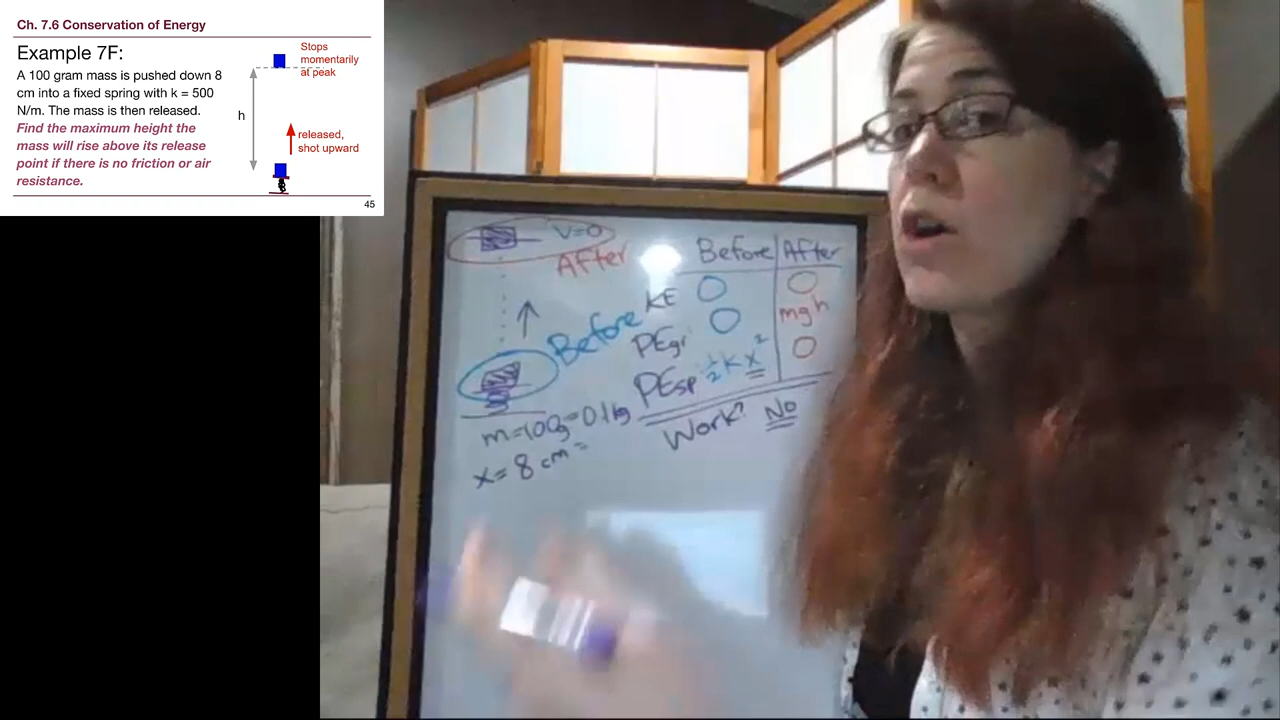 Ch. 7.6 Conservation of Energy
Example 7F:
A 100 gram mass is pushed down 8
cm into a fixed spring with k = 500
N/m. The mass is then released.
Find the maximum height the
mass will rise above its release
point if there is no friction or air
resistance.
Stops
momentarily
at peak
h
released,
shot upward
45
V=0
After
Before
m=100g=0.1kg
x=8cm=
Before After
KE 0 0
PEgr 0 mgh
PEsp ½kx² 0
Work? No